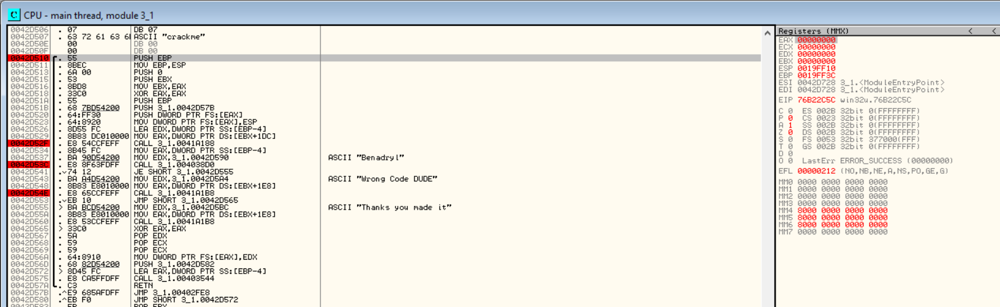 C CPU - main thread, module 3_1
0042D506 . 07 DB 07
0042D507 . 63 72 61 63 6I ASCII "crackme"
0042D50E 00 DB 00
0042D50F 00 DB 00
0042D510 . 55 PUSH EBP
0042D511 . 8BEC MOV EBP,ESP
0042D513 . 6A 00 PUSH 0
0042D515 . 53 PUSH EBX
0042D516 . 8BD8 MOV EBX,EAX
0042D518 . 33C0 XOR EAX,EAX
0042D51A . 55 PUSH EBP
0042D51B . 68 7BD54200 PUSH 3_1.0042D57B
0042D520 . 64:FF30 PUSH DWORD PTR FS:[EAX]
0042D523 . 64:8920 MOV DWORD PTR FS:[EAX],ESP
0042D526 . 8D55 FC LEA EDX,DWORD PTR SS:[EBP-4]
0042D529 . 8B83 DC010000 MOV EAX,DWORD PTR DS:[EBX+1DC]
0042D52F . E8 54CCFEFF CALL 3_1.0041A188
0042D534 . 8B45 FC MOV EAX,DWORD PTR SS:[EBP-4]
0042D537 . BA 90D54200 MOV EDX,3_1.0042D590 ASCII "Benadryl"
0042D53C . E8 8F63FDFF CALL 3_1.004038D0
0042D541 .v74 12 JE SHORT 3_1.0042D555
0042D543 . BA A4D54200 MOV EDX,3_1.0042D5A4 ASCII "Wrong Code DUDE"
0042D548 . 8B83 E8010000 MOV EAX,DWORD PTR DS:[EBX+1E8]
0042D54E . E8 65CCFEFF CALL 3_1.0041A1B8
0042D553 .vEB 10 JMP SHORT 3_1.0042D565
0042D555 > BA BCD54200 MOV EDX,3_1.0042D5BC ASCII "Thanks you made it"
0042D55A . 8B83 E8010000 MOV EAX,DWORD PTR DS:[EBX+1E8]
0042D560 . E8 53CCFEFF CALL 3_1.0041A1B8
0042D565 > 33C0 XOR EAX,EAX
0042D567 . 5A POP EDX
0042D568 . 59 POP ECX
0042D569 . 59 POP ECX
0042D56A . 64:8910 MOV DWORD PTR FS:[EAX],EDX
0042D56D . 68 82D54200 PUSH 3_1.0042D582
0042D572 > 8D45 FC LEA EAX,DWORD PTR SS:[EBP-4]
0042D575 . E8 CA5FFDFF CALL 3_1.00403544
0042D57A . C3 RETN
0042D57B .^E9 685AFDFF JMP 3_1.00402FE8
0042D580 .^EB F0 JMP SHORT 3_1.0042D572
Registers (MMX) < <
EAX 00000000
ECX 00000000
EDX 00000000
EBX 00000000
ESP 0019FF10
EBP 0019FF3C
ESI 0042D728 3_1.<ModuleEntryPoint>
EDI 0042D728 3_1.<ModuleEntryPoint>
EIP 76B22C5C win32u.76B22C5C
C 0 ES 002B 32bit 0(FFFFFFFF)
P 0 CS 0023 32bit 0(FFFFFFFF)
A 1 SS 002B 32bit 0(FFFFFFFF)
Z 0 DS 002B 32bit 0(FFFFFFFF)
S 0 FS 0053 32bit 377000(FFF)
T 0 GS 002B 32bit 0(FFFFFFFF)
D 0
O 0 LastErr ERROR_SUCCESS (00000000)
EFL 00000212 (NO,NB,NE,A,NS,PO,GE,G)
MM0 0000 0000 0000 0000
MM1 0000 0000 0000 0000
MM2 0000 0000 0000 0000
MM3 0000 0000 0000 0000
MM4 8000 0000 0000 0000
MM5 8000 0000 0000 0000
MM6 8000 0000 0000 0000
MM7 0000 0000 0000 0000